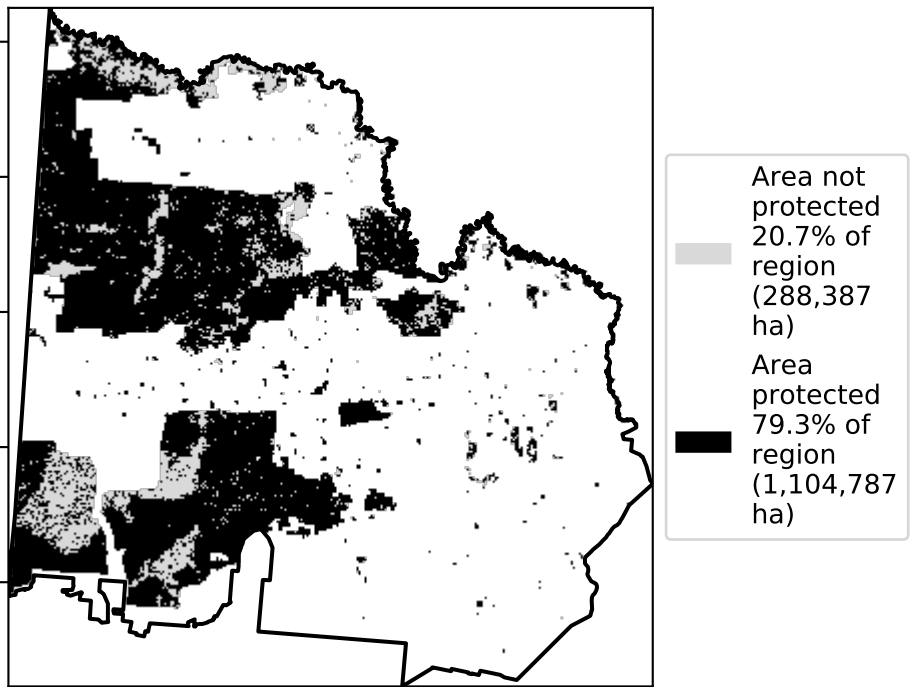 Area not
protected
20.7% of
region
(288,387
ha)
Area
protected
79.3% of
region
(1,104,787
ha)